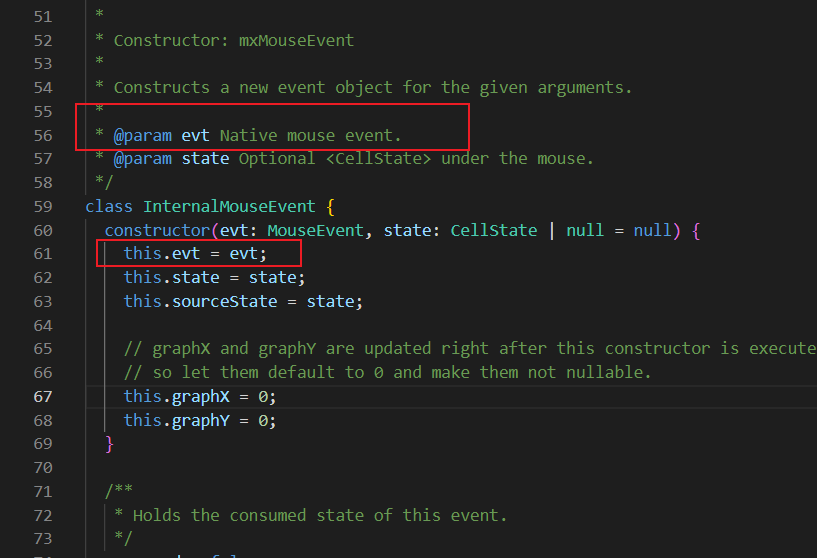 51 *
52 * Constructor: mxMouseEvent
53 *
54 * Constructs a new event object for the given arguments.
55 *
56 * @param evt Native mouse event.
57 * @param state Optional <CellState> under the mouse.
58 */
59 class InternalMouseEvent {
60 constructor(evt: MouseEvent, state: CellState | null = null) {
61 this.evt = evt;
62 this.state = state;
63 this.sourceState = state;
64
65 // graphX and graphY are updated right after this constructor is execute
66 // so let them default to 0 and make them not nullable.
67 this.graphX = 0;
68 this.graphY = 0;
69 }
70
71 /**
72 * Holds the consumed state of this event.
73 */